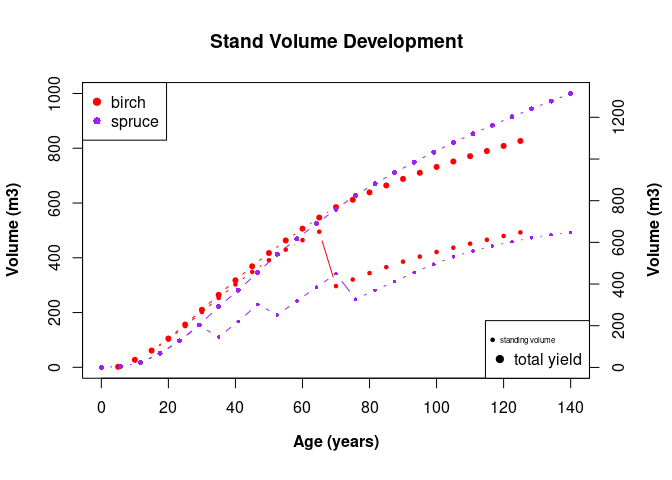 Stand Volume Development
birch
spruce
Volume (m3)
0
200
400
600
800
1000
0
200
400
600
800
1200
Volume (m3)
standing volume
total yield
0
20
40
60
80
100
120
140
Age (years)